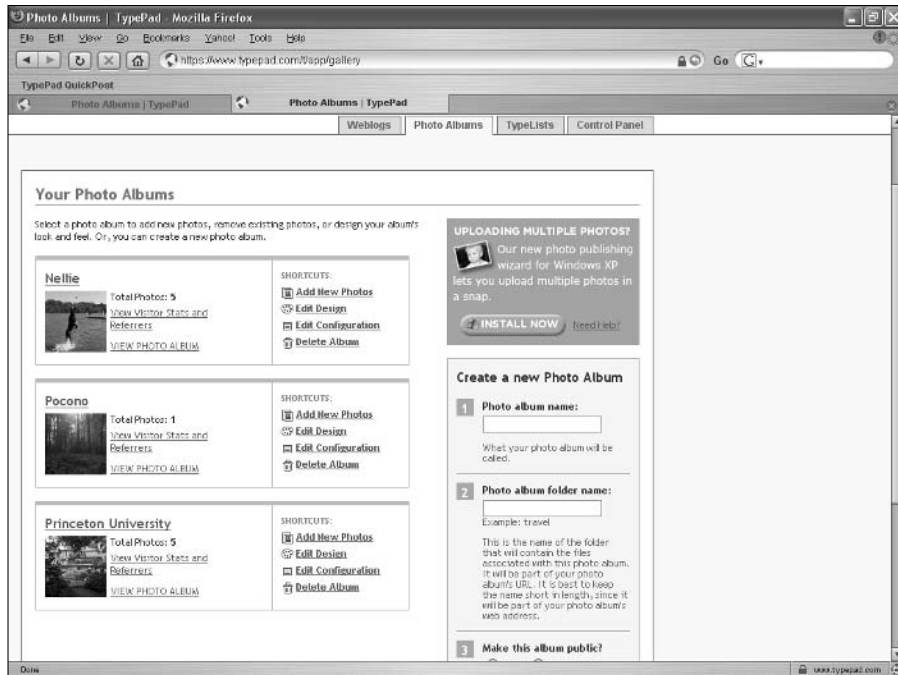 Photo Albums | TypePad - Mozilla Firefox
File Edit View Go Bookmarks Yahoo! Tools Help
https://www.typepad.com/t/app/gallery
Go
G
TypePad QuickPost
Photo Albums | TypePad
Photo Albums | TypePad
Weblogs
Photo Albums
TypeLists
Control Panel
Your Photo Albums
Select a photo album to add new photos, remove existing photos, or design your album's
look and feel. Or, you can create a new photo album.
Nellie
Total Photos: 5
View Visitor Stats and
Referrers
VIEW PHOTO ALBUM
SHORTCUTS:
Add New Photos
Edit Design
Edit Configuration
Delete Album
Pocono
Total Photos: 1
View Visitor Stats and
Referrers
VIEW PHOTO ALBUM
SHORTCUTS:
Add New Photos
Edit Design
Edit Configuration
Delete Album
Princeton University
Total Photos: 5
View Visitor Stats and
Referrers
VIEW PHOTO ALBUM
SHORTCUTS:
Add New Photos
Edit Design
Edit Configuration
Delete Album
UPLOADING MULTIPLE PHOTOS?
Our new photo publishing
wizard for Windows XP
lets you upload multiple photos in
a snap.
INSTALL NOW
Need Help?
Create a new Photo Album
1 Photo album name:
What your photo album will be
called.
2 Photo album folder name:
Example: travel
This is the name of the folder
that will contain the files
associated with this photo album.
It will be part of your photo
album's URL. It is best to keep
the name short in length, since it
will be part of your photo album's
web address.
3 Make this album public?
Done
www.typepad.com